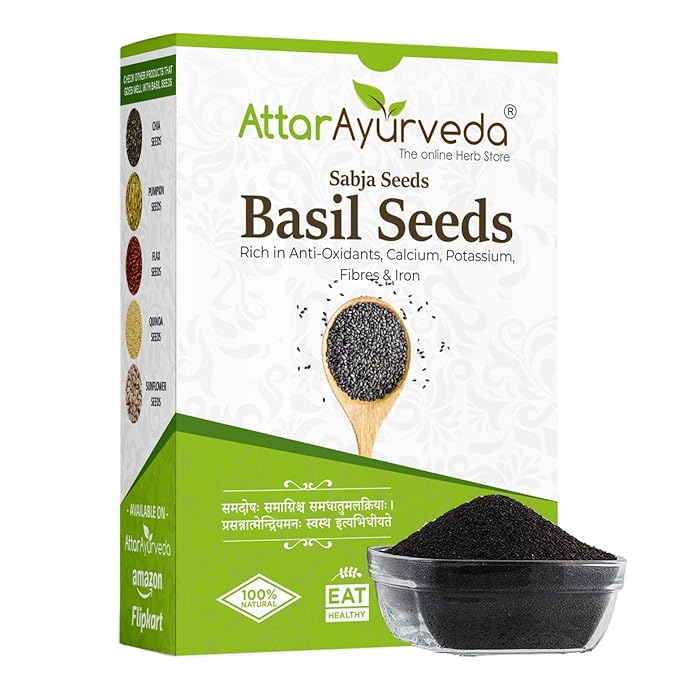 AttarAyurveda®
The online Herb Store
Sabja Seeds
Basil Seeds
Rich in Anti-Oxidants, Calcium, Potassium,
Fibres & Iron
समदोषः समाग्निश्च समधातुमलक्रियाः।
प्रसन्नात्मेन्द्रियमनः स्वस्थ इत्यभिधीयते
100%
NATURAL
EAT
HEALTHY
CHECK OTHER PRODUCTS THAT
GOES WELL WITH BASIL SEEDS
CHIA
SEEDS
PUMPKIN
SEEDS
FLAX
SEEDS
QUINOA
SEEDS
SUNFLOWER
SEEDS
- AVAILABLE ON -
AttarAyurveda
amazon
Flipkart